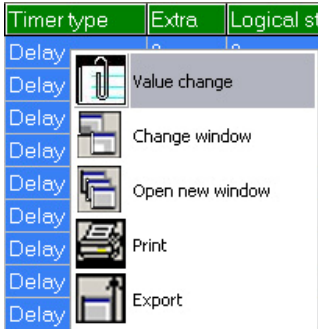 Timer type Extra Logical st
Delay
Delay Value change
Delay
Delay Change window
Delay
Delay Open new window
Delay Print
Delay
Delay Export